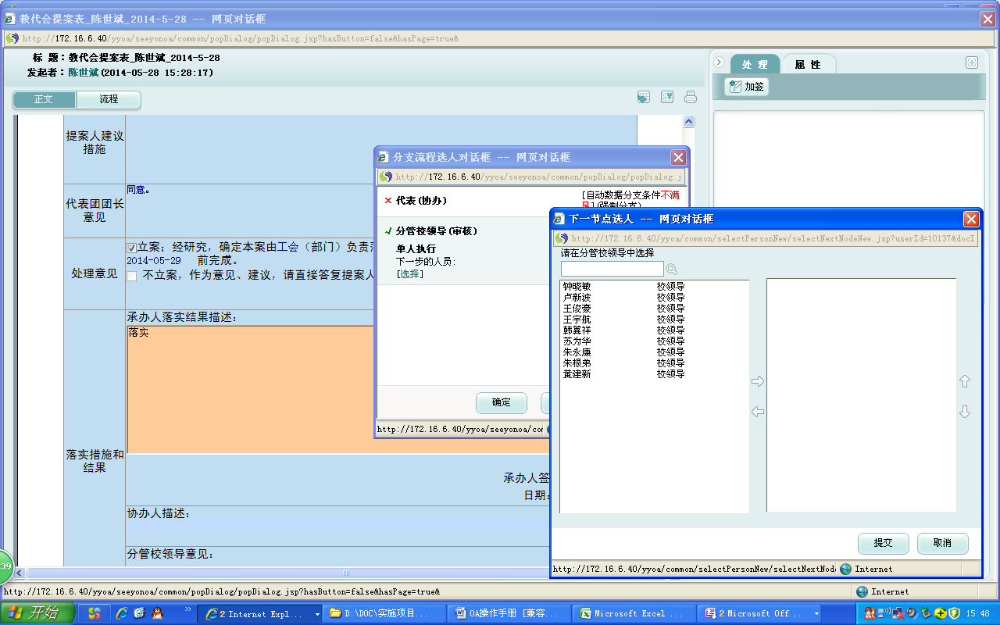 教代会提案表_陈世斌_2014-5-28 -- 网页对话框
http://172.16.6.40/yyoa/seeyonoa/common/popDialog/popDialog.jsp?hasButton=false&hasPage=true&
标 题：教代会提案表_陈世斌_2014-5-28
发起者：陈世斌(2014-05-28 15:28:17)
正文
流程
处 理
属 性
加签
提案人建议
措施
代表团团长
意见
同意。
处理意见
立案；经研究，确定本案由工会（部门）负责落
2014-05-29 前完成。
不立案，作为意见、建议，请直接答复提案人
落实措施和
结果
承办人落实结果描述：
落实
承办人签
日期：
协办人描述：
分管校领导意见：
分支流程选人对话框 -- 网页对话框
http://172.16.6.40/yyoa/seeyonoa/common/popDialog/popDialog.j
代表(协办)
[自动数据分支条件不满
足](强制分支)
分管校领导(审核)
单人执行
下一步的人员：
[选择]
确定
http://172.16.6.40/yyoa/seeyonoa/con
下一节点选人 -- 网页对话框
http://172.16.6.40/yyoa/common/selectPersonNew/selectNextNodeNew.jsp?userId=10137&docI
请在分管校领导中选择
钟晓敏 校领导
卢新波 校领导
王俊豪 校领导
王宇航 校领导
韩翼祥 校领导
苏为华 校领导
朱永康 校领导
朱根弟 校领导
黄建新 校领导
提交
取消
http://172.16.6.40/yyoa/common/selectPersonNew/selectNextNode
Internet
39
http://172.16.6.40/yyoa/seeyonoa/common/popDialog/popDialog.jsp?hasButton=false&hasPage=true&
Internet
开始
2 Internet Expl...
D:\DOC\实施项目...
OA操作手册 [兼容...
Microsoft Excel ...
2 Microsoft Off...
15:48